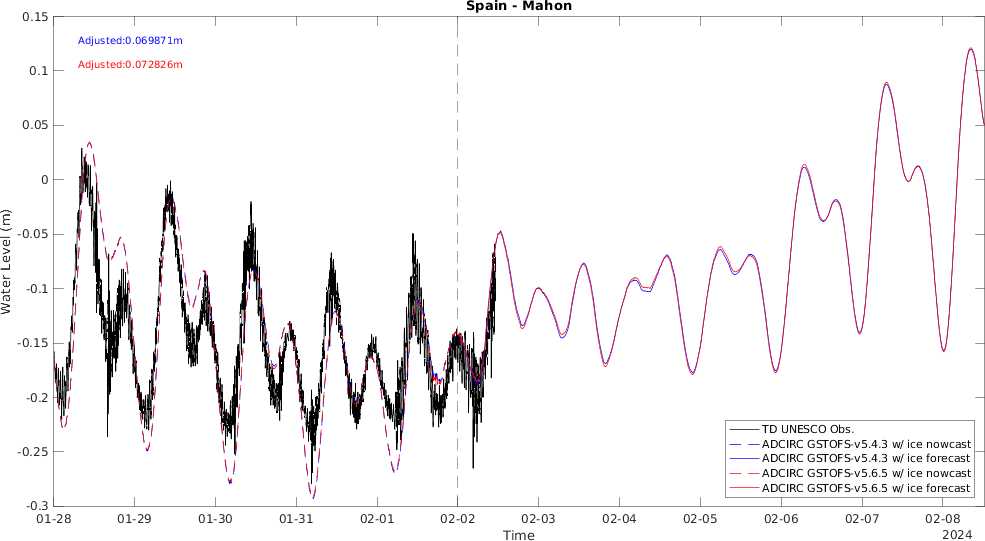 Spain - Mahon
Adjusted:0.069871m
Adjusted:0.072826m
0.15
0.1
0.05
0
-0.05
-0.1
-0.15
-0.2
-0.25
-0.3
Water Level (m)
TD UNESCO Obs.
ADCIRC GSTOFS-v5.4.3 w/ ice nowcast
ADCIRC GSTOFS-v5.4.3 w/ ice forecast
ADCIRC GSTOFS-v5.6.5 w/ ice nowcast
ADCIRC GSTOFS-v5.6.5 w/ ice forecast
01-28 01-29 01-30 01-31 02-01 02-02 02-03 02-04 02-05 02-06 02-07 02-08
Time
2024